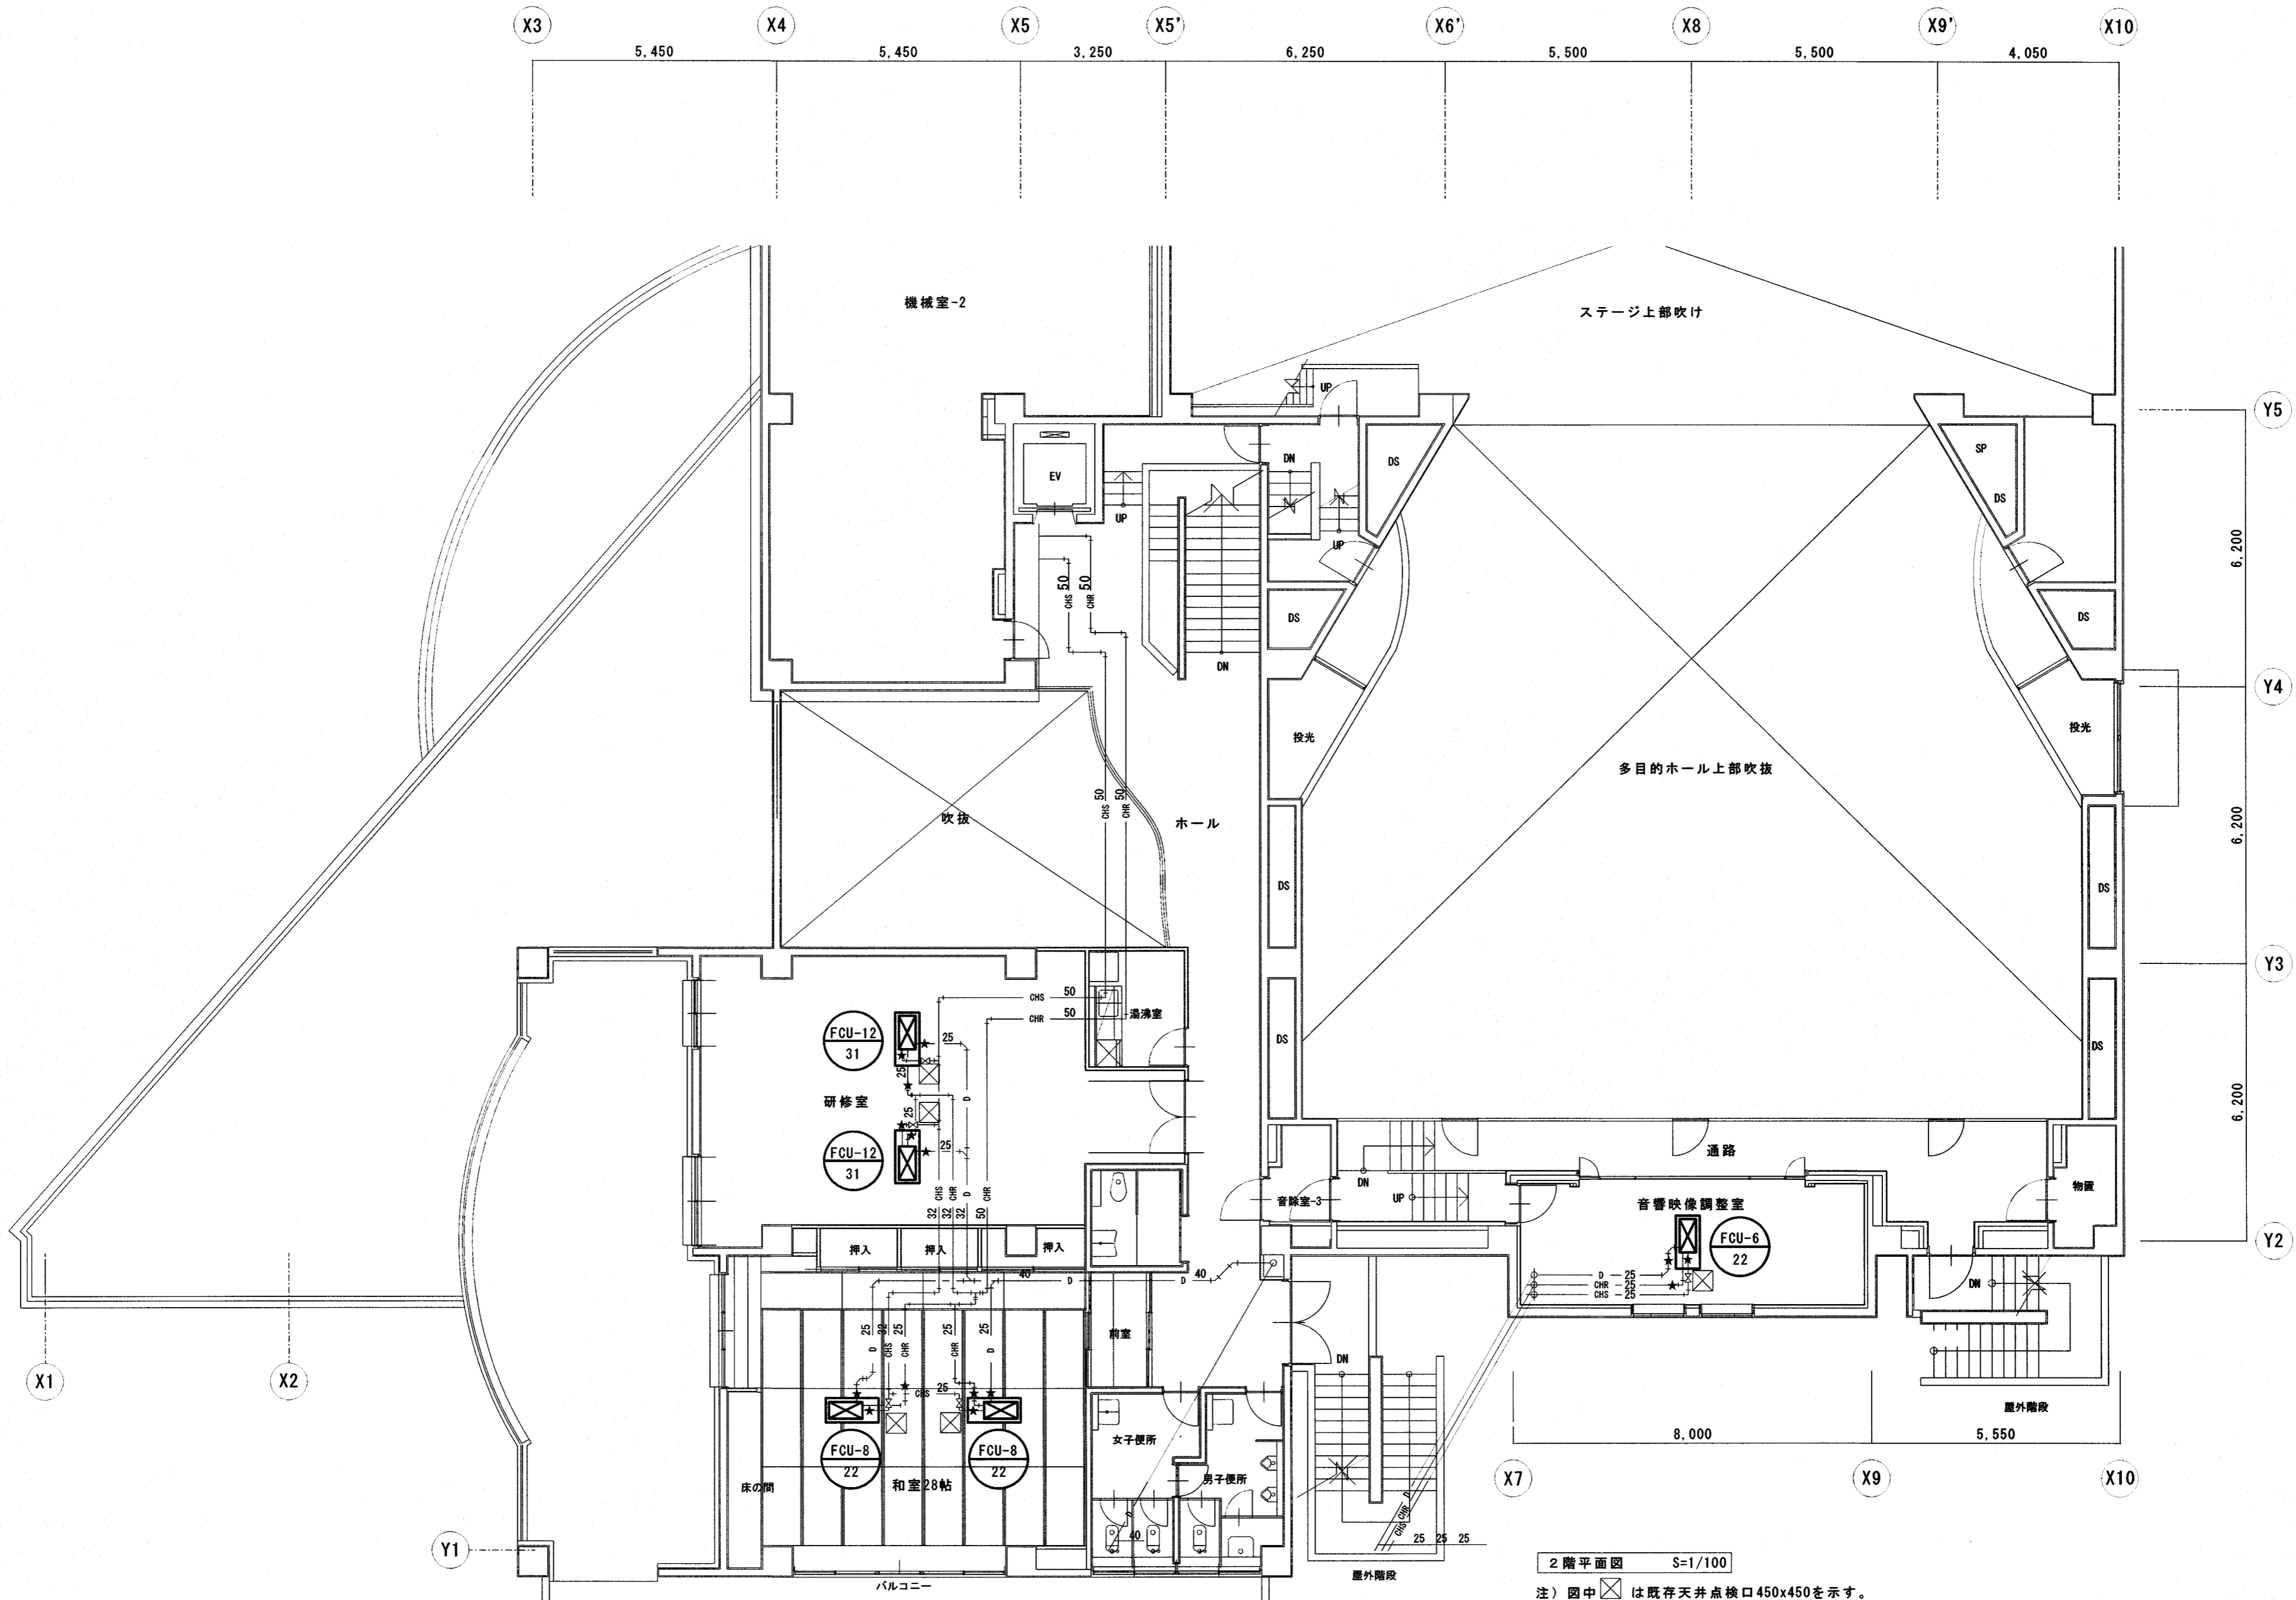 X3 X4 X5 X5' X6' X8 X9' X10
5,450 5,450 3,250 6,250 5,500 5,500 4,050
機械室-2
ステージ上部吹け
UP
Y5
DN
DS
SP
EV
DS
UP
UP
6,200
50 50
CHS CHR
DS
DS
DN
Y4
投光
投光
多目的ホール上部吹抜
50 50
CHS CHR
吹抜
ホール
6,200
DS
DS
Y3
CHS 50
CHR 50
湯沸室
FCU-12
31
25
DS
DS
25
D
研修室
25
6,200
FCU-12
31
25
通路
DN
CHS CHR D CHR
32 32 32 50
音除室-3
UP
音響映像調整室
物置
FCU-6
22
Y2
押入 押入 押入
40 D D 40
D 25
CHR 25
CHS 25
DN
25 32 25 25 25
D CHS CHR CHR D
前室
DN
X1 X2
CHS 25
屋外階段
FCU-8
22
FCU-8
22
女子便所
8,000 5,550
床の間
和室28帖
男子便所
X7 X9 X10
D
40
CHS CHR D
25 25 25
Y1
バルコニー
屋外階段
2階平面図 S=1/100
注) 図中 は既存天井点検口450x450を示す。